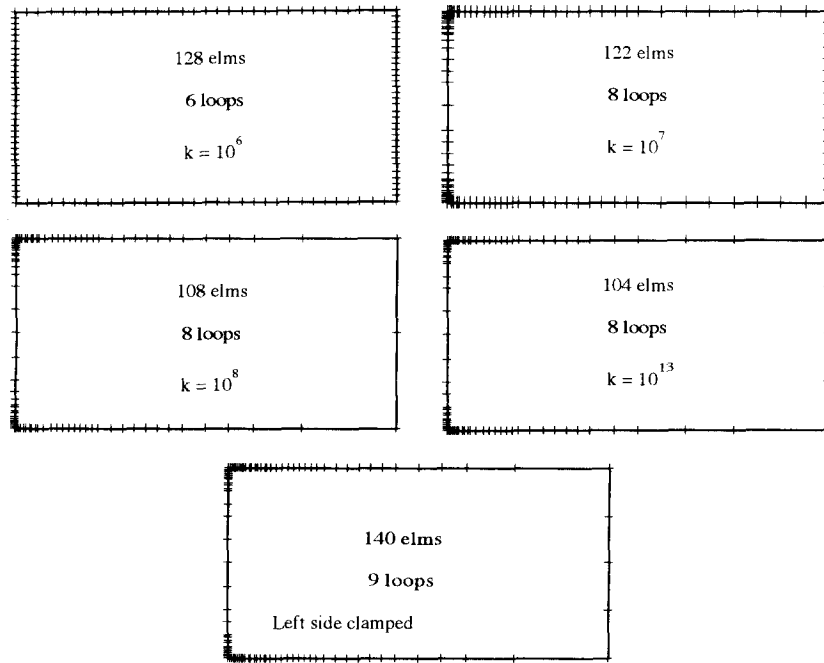 128 elms
6 loops
k = 10^6
122 elms
8 loops
k = 10^7
108 elms
8 loops
k = 10^8
104 elms
8 loops
k = 10^13
140 elms
9 loops
Left side clamped